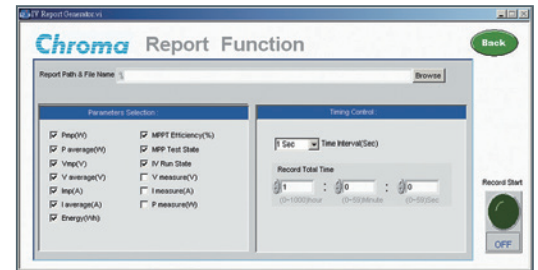 IV Report Generator.vi
Chroma Report Function
Back
Report Path & File Name
Browse
Parameters Selection :
Pmp(W)
P average(W)
Vmp(V)
V average(V)
Imp(A)
I average(A)
Energy(Wh)
MPPT Efficiency(%)
MPP Test State
IV Run State
V measure(V)
I measure(A)
P measure(W)
Timing Control :
1 Sec Time Interval(Sec)
Record Total Time
1 : 0 : 0
(0~1000)hour (0~59)Minute (0~59)Sec
Record Start
OFF